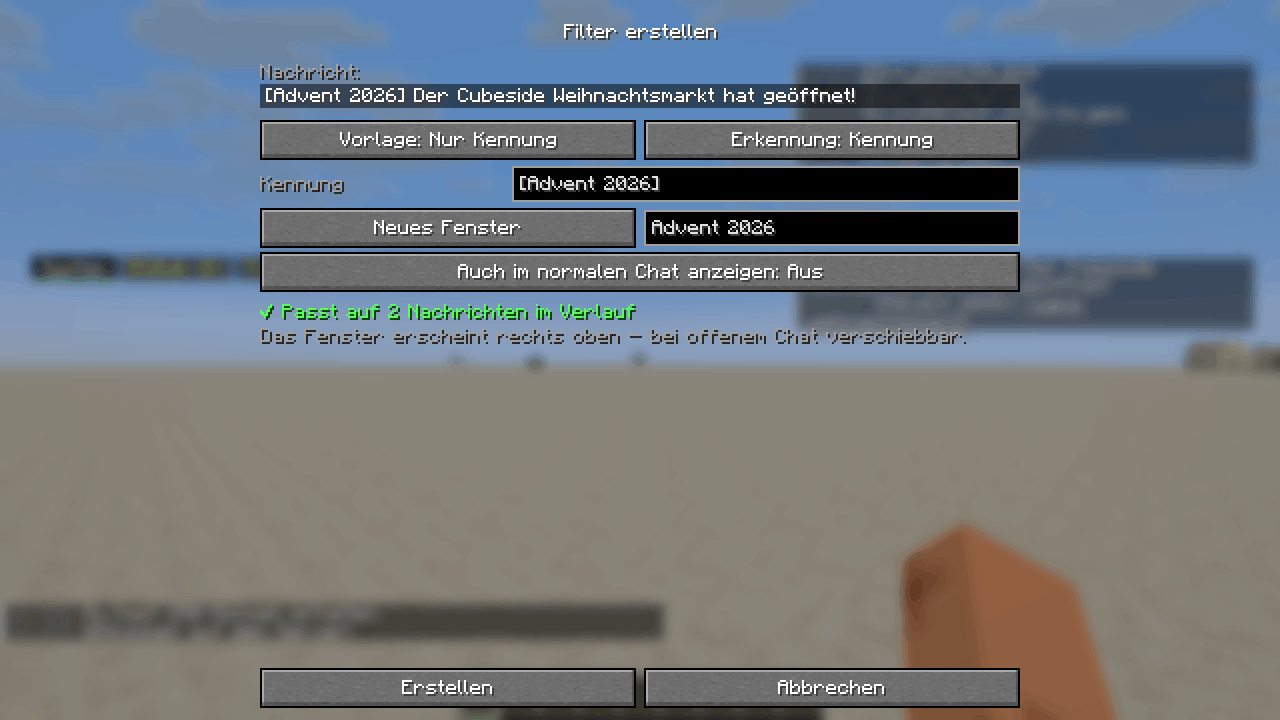 Filter erstellen
Nachricht:
[Advent 2026] Der Cubeside Weihnachtsmarkt hat geöffnet!
Vorlage: Nur Kennung
Erkennung: Kennung
Kennung
[Advent 2026]
Neues Fenster
Advent 2026
Auch im normalen Chat anzeigen: Aus
✔ Passt auf 2 Nachrichten im Verlauf
Das Fenster erscheint rechts oben – bei offenem Chat verschiebbar.
Erstellen
Abbrechen